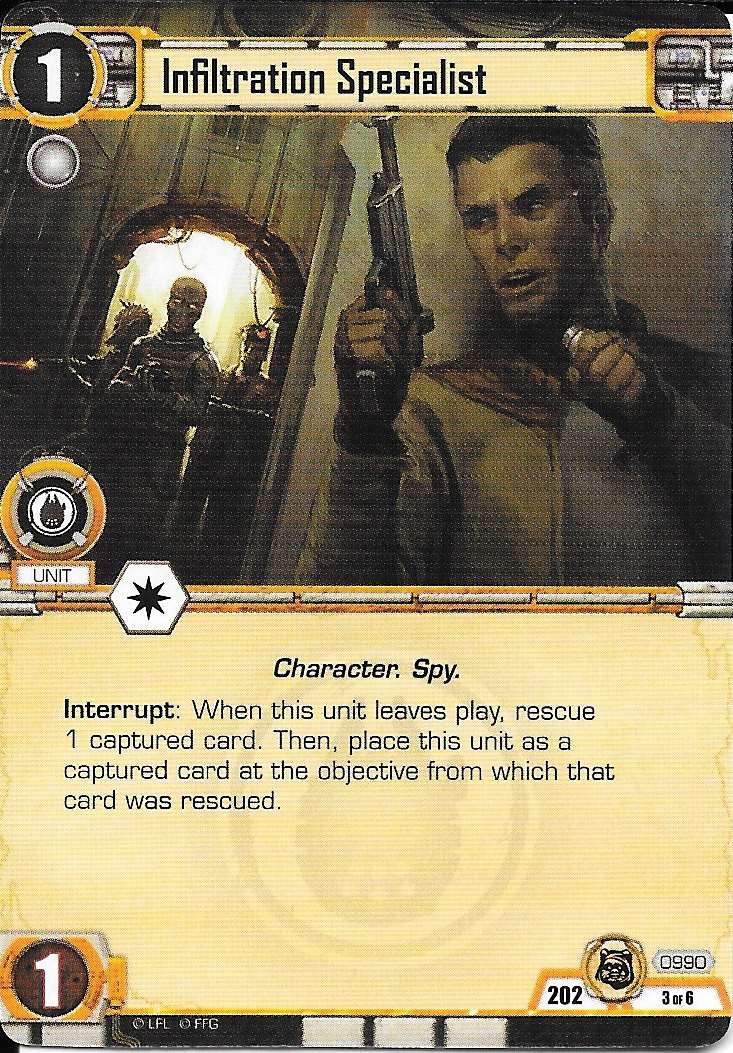 1
Infiltration Specialist
UNIT
Character. Spy.
Interrupt: When this unit leaves play, rescue
1 captured card. Then, place this unit as a
captured card at the objective from which that
card was rescued.
1
202
0990
3 OF 6
© LFL © FFG